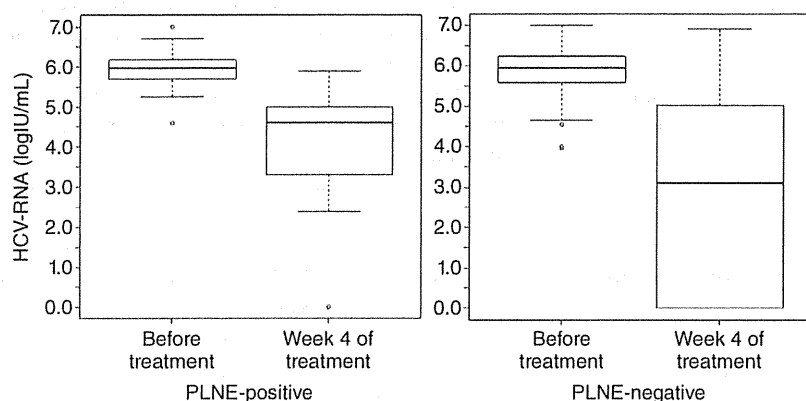 HCV-RNA (logIU/mL)
7.0
6.0
5.0
4.0
3.0
2.0
1.0
0.0
Before treatment
Week 4 of treatment
PLNE-positive
7.0
6.0
5.0
4.0
3.0
2.0
1.0
0.0
Before treatment
Week 4 of treatment
PLNE-negative